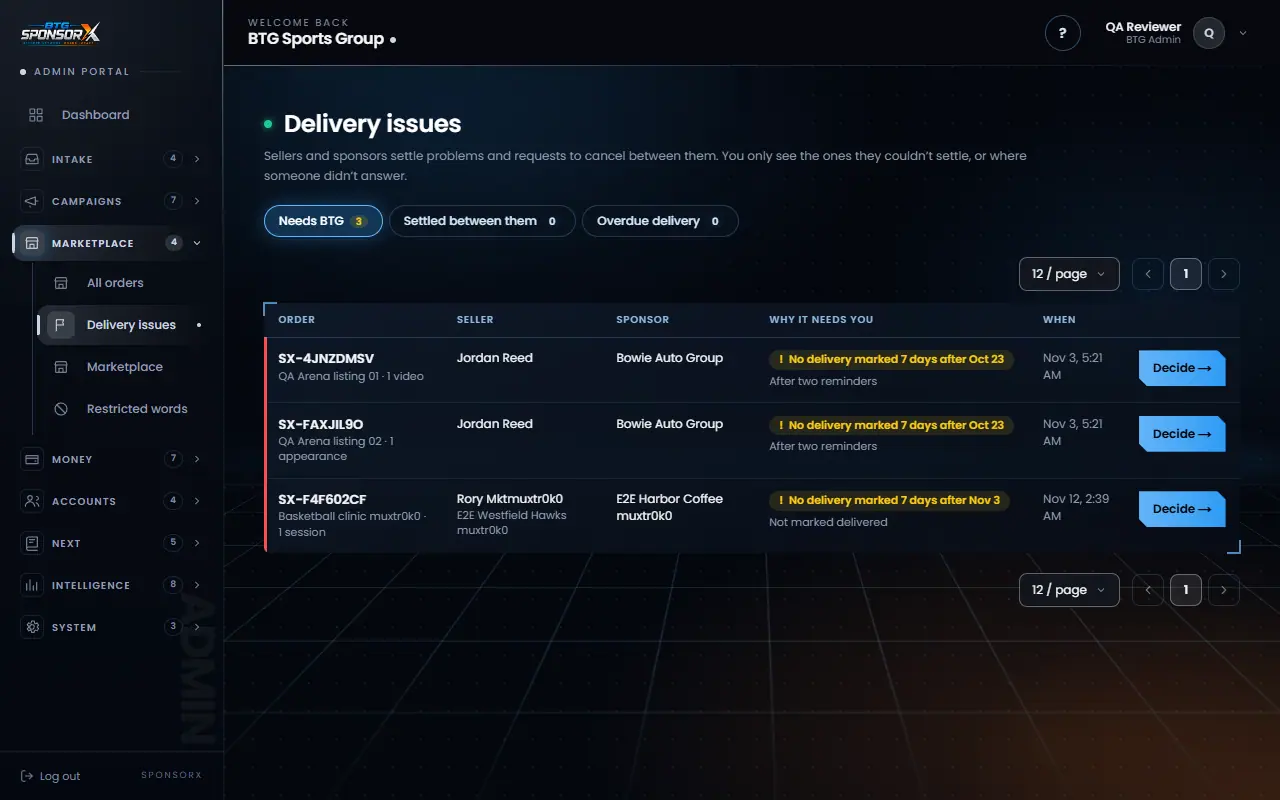 BTG
SPONSORX
ADMIN PORTAL
Dashboard
INTAKE 4
CAMPAIGNS 7
MARKETPLACE 4
All orders
Delivery issues
Marketplace
Restricted words
MONEY 7
ACCOUNTS 4
NEXT 5
INTELLIGENCE 8
SYSTEM 3
ADMIN
Log out SPONSORX
WELCOME BACK
BTG Sports Group
? QA Reviewer
BTG Admin
Q
Delivery issues
Sellers and sponsors settle problems and requests to cancel between them. You only see the ones they couldn’t settle, or where
someone didn’t answer.
Needs BTG 3 Settled between them 0 Overdue delivery 0
12 / page 1
ORDER SELLER SPONSOR WHY IT NEEDS YOU WHEN
SX-4JNZDMSV Jordan Reed Bowie Auto Group ! No delivery marked 7 days after Oct 23 Nov 3, 5:21 Decide →
QA Arena listing 01 · 1 video After two reminders AM
SX-FAXJIL9O Jordan Reed Bowie Auto Group ! No delivery marked 7 days after Oct 23 Nov 3, 5:21 Decide →
QA Arena listing 02 · 1 After two reminders AM
appearance
SX-F4F602CF Rory Mktmuxtr0k0 E2E Harbor Coffee ! No delivery marked 7 days after Nov 3 Nov 12, 2:39 Decide →
Basketball clinic muxtr0k0 · E2E Westfield Hawks muxtr0k0 Not marked delivered AM
1 session muxtr0k0
12 / page 1